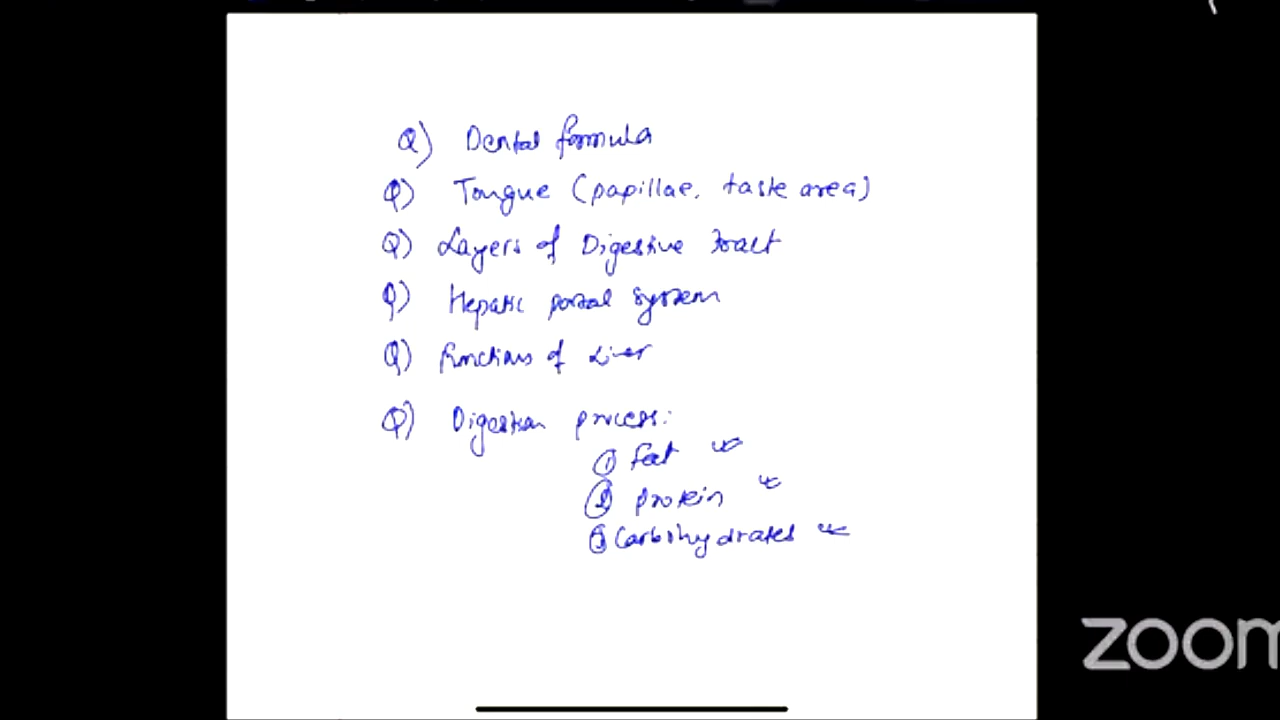 Q) Dental formula
Q) Tongue (papillae, taste area)
Q) Layers of Digestive tract
Q) Hepatic portal system
Q) Functions of Liver
Q) Digestion process:
① fat
② protein
③ Carbohydrates
zoom